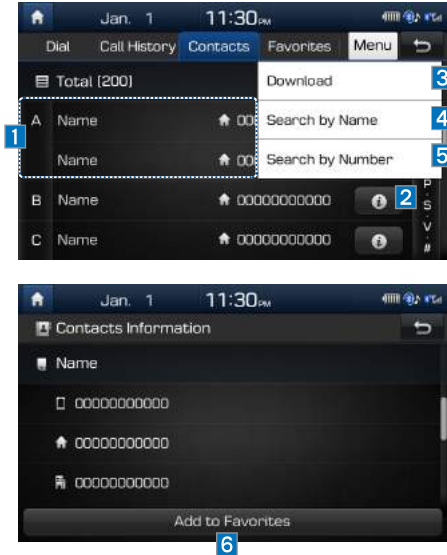 Jan. 1 11:30PM
Dial Call History Contacts Favorites Menu
Total (200) Download 3
1 A Name 00 Search by Name 4
Name 00 Search by Number 5
B Name 00000000000 2
P
S
C Name 00000000000
V
#
Jan. 1 11:30PM
Contacts Information
Name
00000000000
00000000000
00000000000
Add to Favorites
6